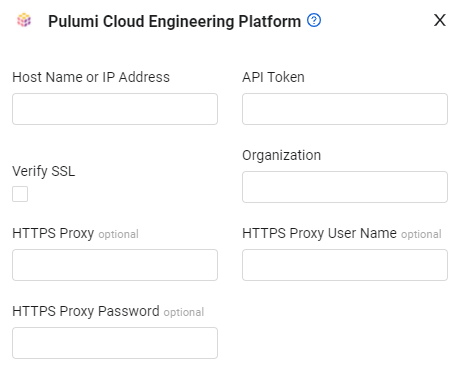 Pulumi Cloud Engineering Platform ? X
Host Name or IP Address
API Token
Organization
Verify SSL
HTTPS Proxy optional
HTTPS Proxy User Name optional
HTTPS Proxy Password optional